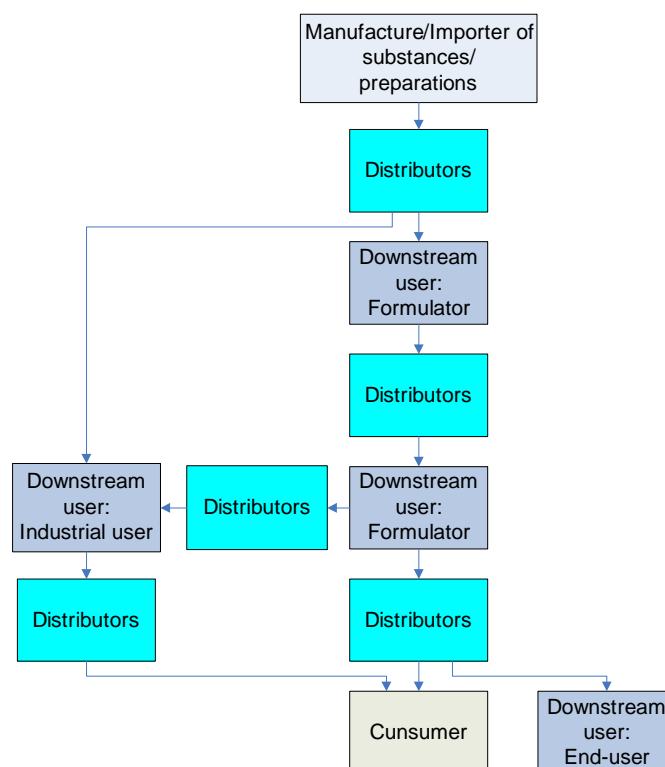 Manufacture/Importer of
substances/
preparations
Distributors
Downstream
user:
Formulator
Distributors
Downstream
user:
Industrial user
Distributors
Downstream
user:
Formulator
Distributors
Distributors
Cunsumer
Downstream
user:
End-user